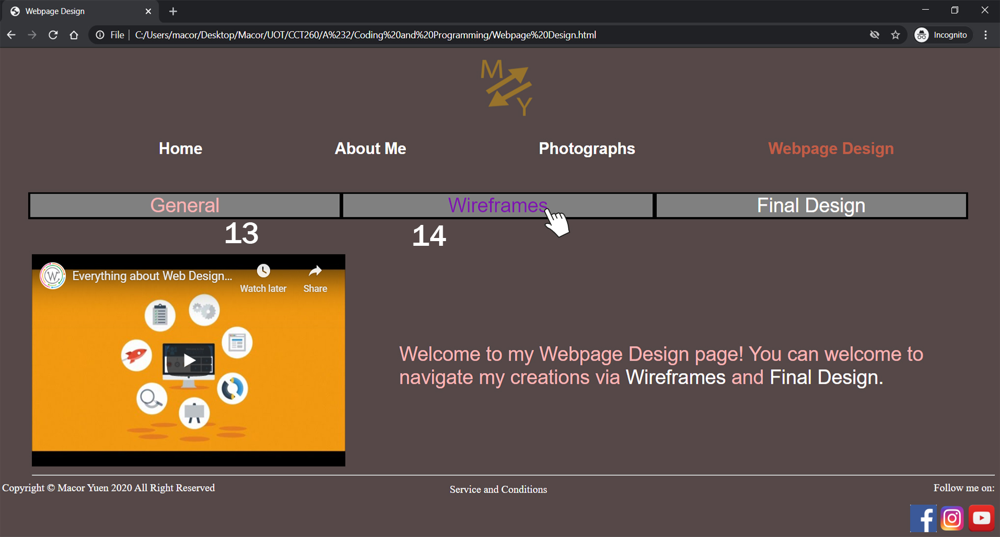 Webpage Design
File C:/Users/macor/Desktop/Macor/UOT/CCT260/A%232/Coding%20and%20Programming/Webpage%20Design.html Incognito
M
Y
Home About Me Photographs Webpage Design
General Wireframes Final Design
13 14
W Everything about Web Design... Watch later Share
Welcome to my Webpage Design page! You can welcome to
navigate my creations via Wireframes and Final Design.
Copyright © Macor Yuen 2020 All Right Reserved Service and Conditions Follow me on: